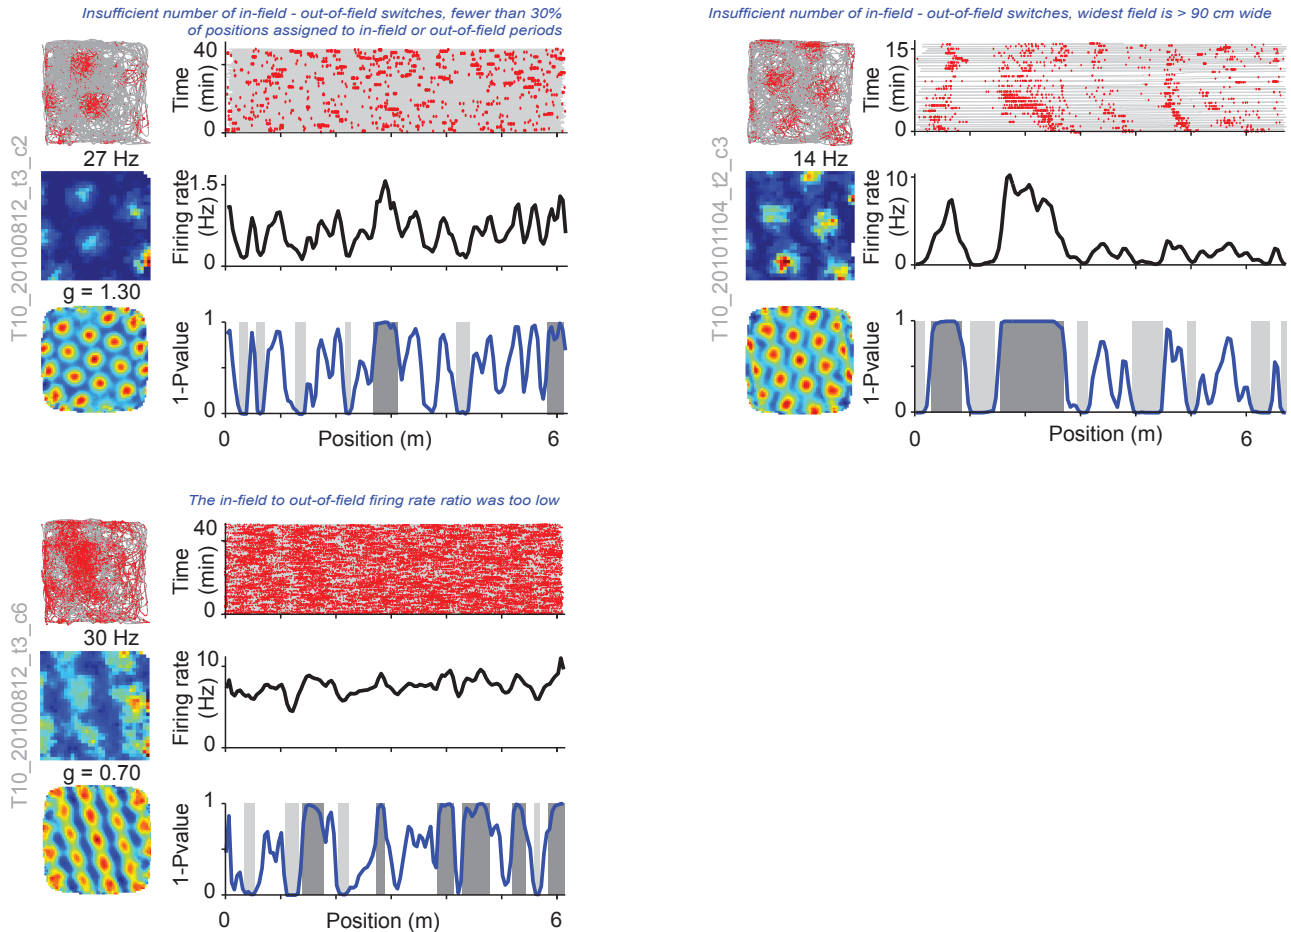 Insufficient number of in-field - out-of-field switches, fewer than 30%
of positions assigned to in-field or out-of-field periods
T10_20100812_t3_c2
27 Hz
g = 1.30
Time
(min)
40
0
Firing rate
(Hz)
1.5
0
1-Pvalue
1
0
0
Position (m)
6
Insufficient number of in-field - out-of-field switches, widest field is > 90 cm wide
T10_20101104_t2_c3
14 Hz
Time
(min)
15
0
Firing rate
(Hz)
10
0
1-Pvalue
1
0
0
Position (m)
6
The in-field to out-of-field firing rate ratio was too low
T10_20100812_t3_c6
30 Hz
g = 0.70
Time
(min)
40
0
Firing rate
(Hz)
10
0
1-Pvalue
1
0
0
Position (m)
6